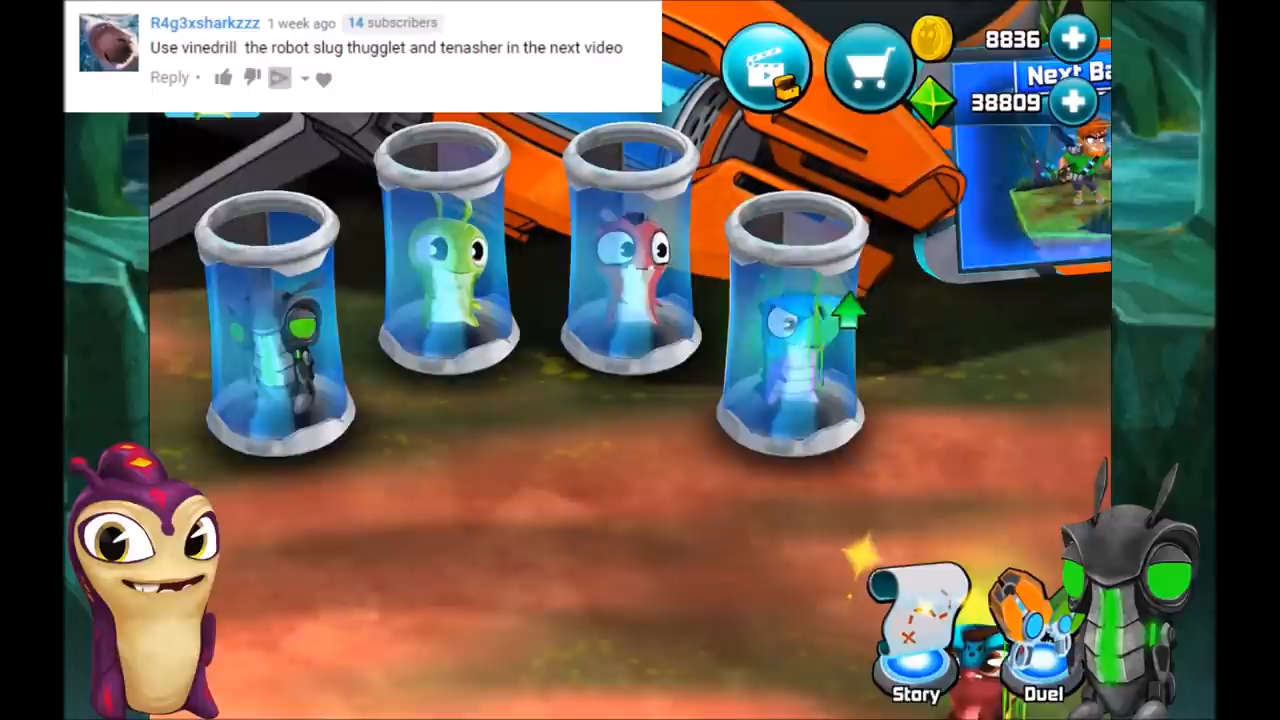 R4g3xsharkzzz 1 week ago 14 subscribers
Use vinedrill the robot slug thugglet and tenasher in the next video
Reply •
8836
Next Ba
38809
Story
Duel